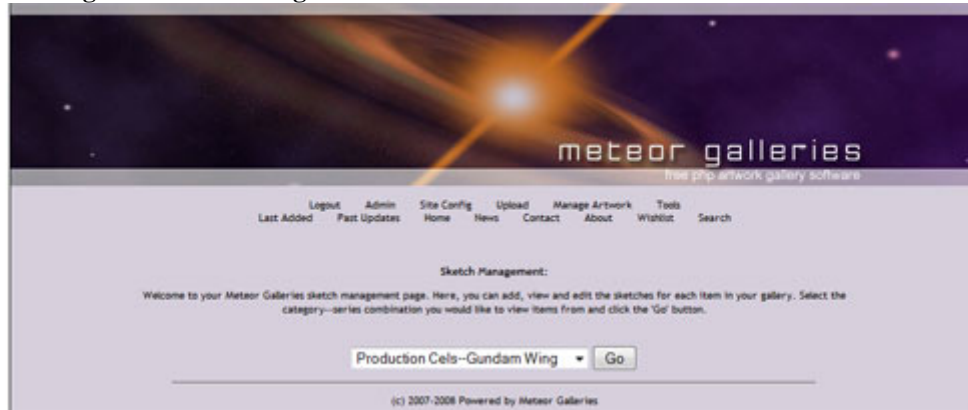 meteor galleries
free php artwork gallery software
Logout Admin Site Config Upload Manage Artwork Tools
Last Added Past Updates Home News Contact About Wishlist Search
Sketch Management:
Welcome to your Meteor Galleries sketch management page. Here, you can add, view and edit the sketches for each item in your gallery. Select the
category--series combination you would like to view items from and click the 'Go' button.
Production Cels--Gundam Wing Go
(c) 2007-2008 Powered by Meteor Galleries